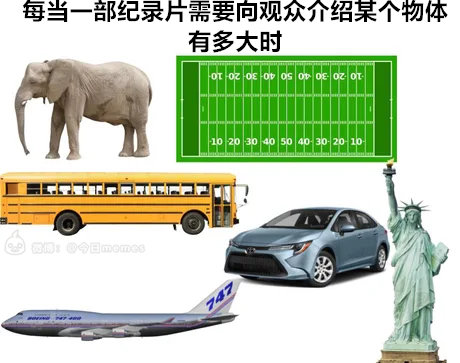 每当一部纪录片需要向观众介绍某个物体
有多大时
-10 20- 30- 40- 50 -40 -30 -20 -10
-10 20 30 40 50 40- 30- 20- 10-
微博：@今日memes
747
BOEING 747-400